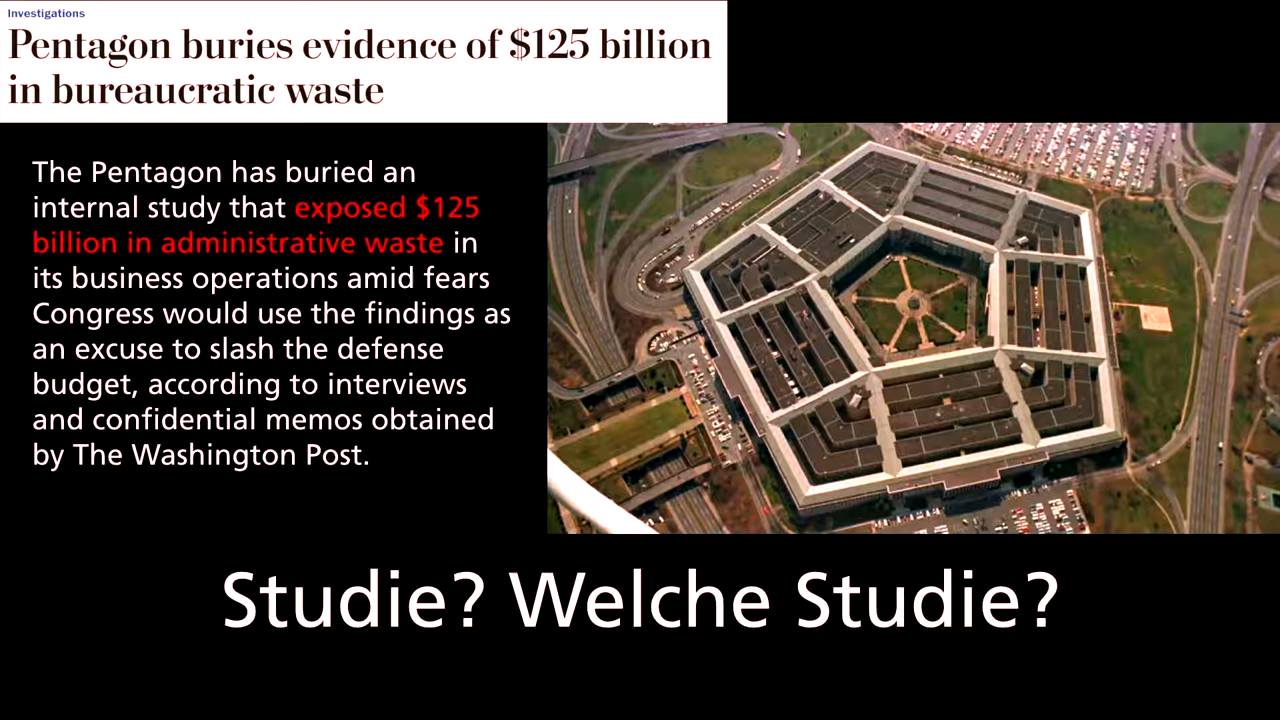 Investigations
Pentagon buries evidence of $125 billion
in bureaucratic waste
The Pentagon has buried an
internal study that exposed $125
billion in administrative waste in
its business operations amid fears
Congress would use the findings as
an excuse to slash the defense
budget, according to interviews
and confidential memos obtained
by The Washington Post.
Studie? Welche Studie?